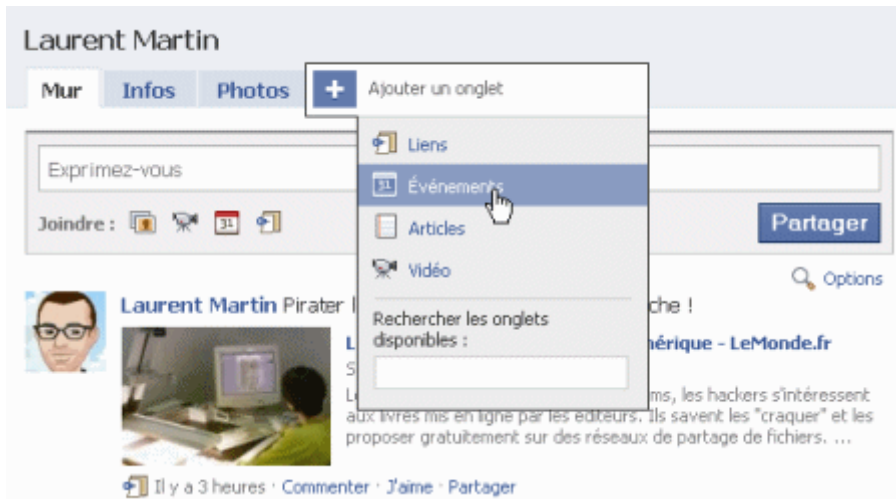 Laurent Martin
Mur Infos Photos + Ajouter un onglet
Liens
Exprimez-vous
31 Événements
Joindre : 31
Articles
Partager
Vidéo
Options
Laurent Martin Pirater l che !
Rechercher les onglets
disponibles :
L érique - LeMonde.fr
S
ms, les hackers s'intéressent
aux livres mis en ligne par les éditeurs. Ils savent les "craquer" et les
proposer gratuitement sur des réseaux de partage de fichiers. ...
Il y a 3 heures · Commenter · J'aime · Partager